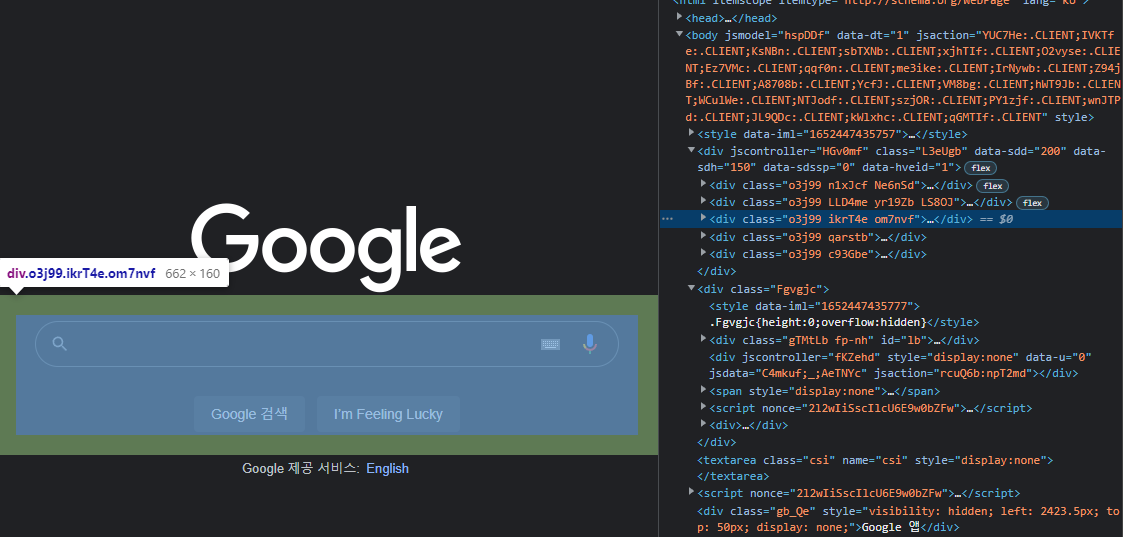 Google
div.o3j99.ikrT4e.om7nvf 662 × 160
Google 검색
I'm Feeling Lucky
Google 제공 서비스: English
<html itemscope itemtype="http://schema.org/WebPage" lang="ko">
<head>…</head>
<body jsmodel="hspDDf" data-dt="1" jsaction="YUC7He:.CLIENT;IVKTf
e:.CLIENT;KsNBn:.CLIENT;sbTXNb:.CLIENT;xjhTIf:.CLIENT;O2vyse:.CLIE
NT;Ez7VMc:.CLIENT;qqf0n:.CLIENT;me3ike:.CLIENT;IrNywb:.CLIENT;Z94j
Bf:.CLIENT;A8708b:.CLIENT;YcfJ:.CLIENT;VM8bg:.CLIENT;hWT9Jb:.CLIEN
T;WCulWe:.CLIENT;NTJodf:.CLIENT;szjOR:.CLIENT;PY1zjf:.CLIENT;wnJTP
d:.CLIENT;JL9QDc:.CLIENT;kWlxhc:.CLIENT;qGMTIf:.CLIENT" style>
<style data-iml="1652447435757">…</style>
<div jscontroller="HGv0mf" class="L3eUgb" data-sdd="200" data-
sdh="150" data-sdssp="0" data-hveid="1"> flex
<div class="o3j99 n1xJcf Ne6nSd">…</div> flex
<div class="o3j99 LLD4me yr19Zb LS8OJ">…</div> flex
… <div class="o3j99 ikrT4e om7nvf">…</div> == $0
<div class="o3j99 qarstb">…</div>
<div class="o3j99 c93Gbe">…</div>
</div>
<div class="Fgvgjc">
<style data-iml="1652447435777">
.Fgvgjc{height:0;overflow:hidden}</style>
<div class="gTMtLb fp-nh" id="lb">…</div>
<div jscontroller="fKZehd" style="display:none" data-u="0"
jsdata="C4mkuf;_;AeTNYc" jsaction="rcuQ6b:npT2md"></div>
<span style="display:none">…</span>
<script nonce="2l2wIiSscIlcU6E9w0bZFw">…</script>
<div>…</div>
</div>
<textarea class="csi" name="csi" style="display:none">
</textarea>
<script nonce="2l2wIiSscIlcU6E9w0bZFw">…</script>
<div class="gb_Qe" style="visibility: hidden; left: 2423.5px; to
p: 50px; display: none;">Google 앱</div>